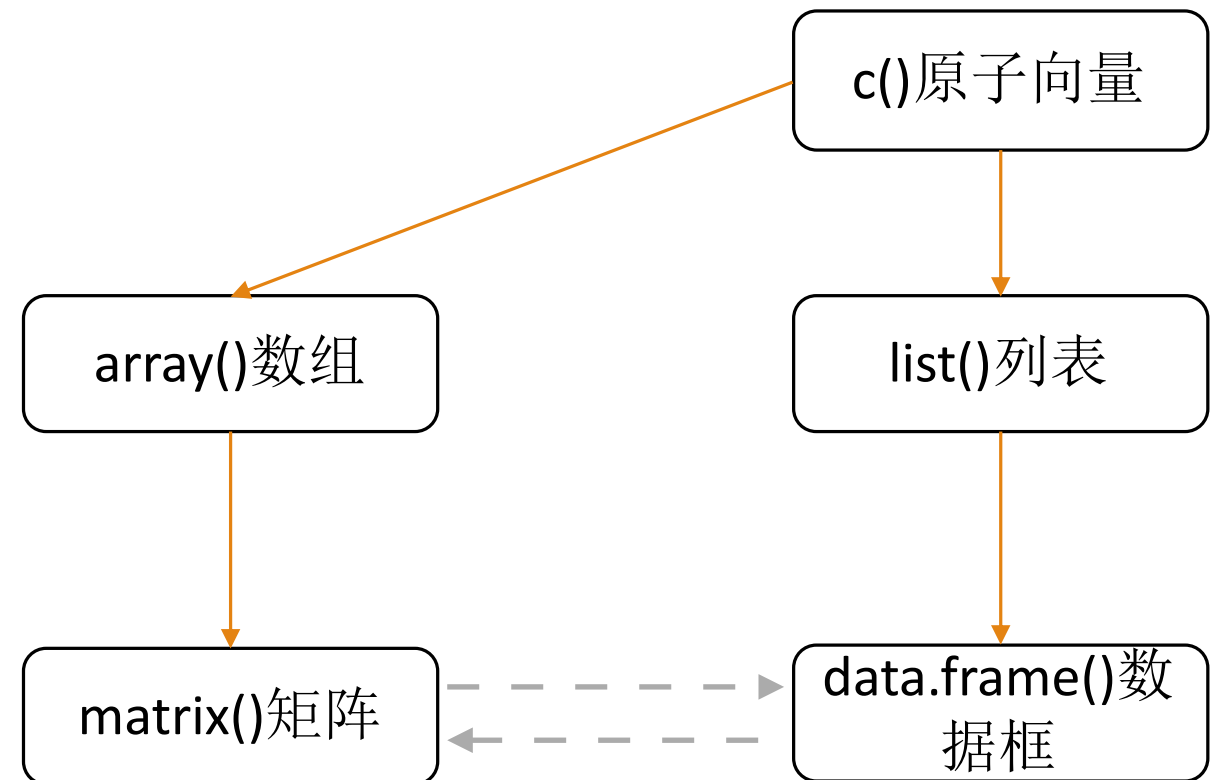 c()原子向量
array()数组
list()列表
matrix()矩阵
data.frame()数
据框